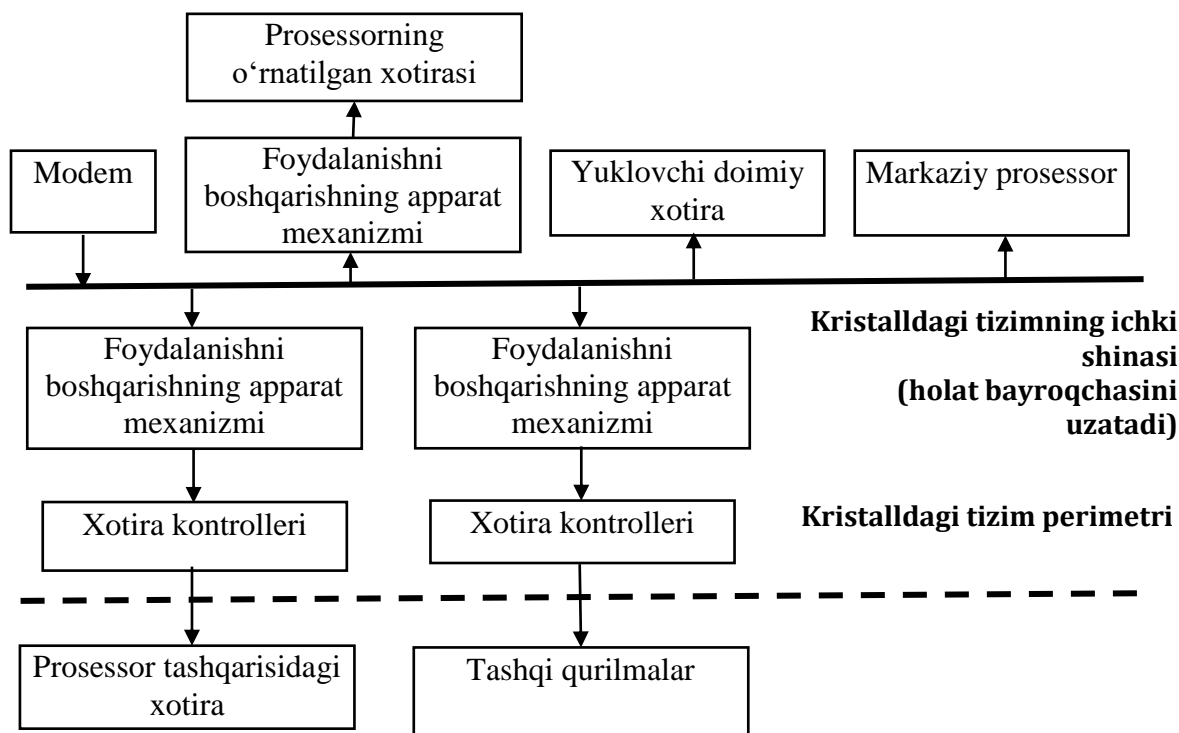 Prosessorning
o‘rnatilgan xotirasi
Modem
Foydalanishni
boshqarishning apparat
mexanizmi
Yuklovchi doimiy
xotira
Markaziy prosessor
Foydalanishni
boshqarishning apparat
mexanizmi
Foydalanishni
boshqarishning apparat
mexanizmi
Kristalldagi tizimning ichki
shinasi
(holat bayroqchasini
uzatadi)
Xotira kontrolleri
Xotira kontrolleri
Kristalldagi tizim perimetri
Prosessor tashqarisidagi
xotira
Tashqi qurilmalar